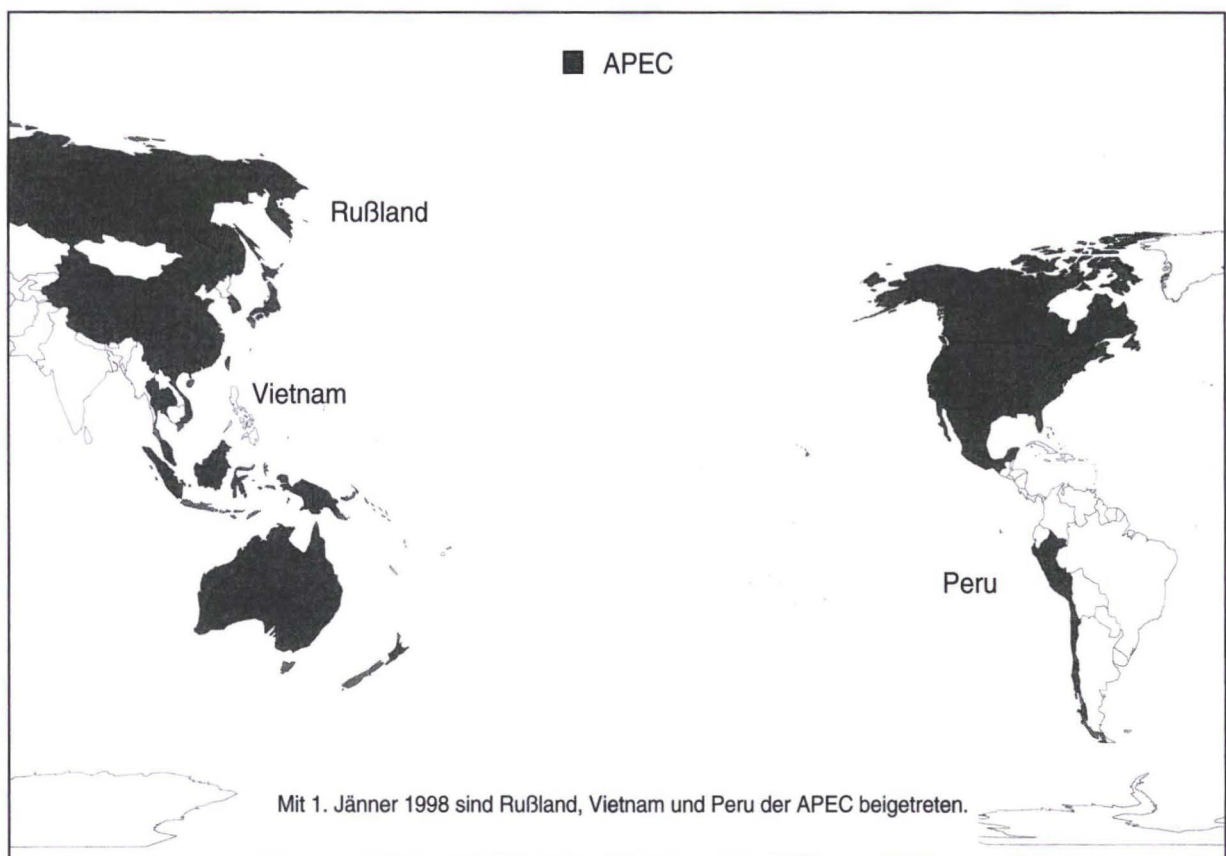 APEC
Rußland
Vietnam
Peru
Mit 1. Jänner 1998 sind Rußland, Vietnam und Peru der APEC beigetreten.